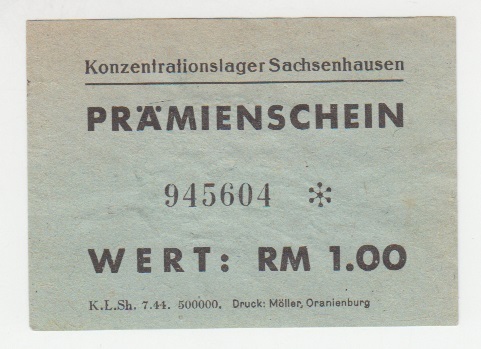 Konzentrationslager Sachsenhausen
PRÄMIENSCHEIN
945604 *
WERT: RM 1.00
K.L.Sh. 7.44. 500000. Druck: Möller, Oranienburg